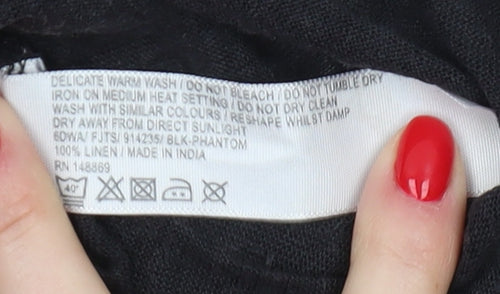 DELICATE WARM WASH / DO NOT BLEACH / DO NOT TUMBLE DRY
IRON ON MEDIUM HEAT SETTING / DO NOT DRY CLEAN
WASH WITH SIMILAR COLOURS / RESHAPE WHILST DAMP
DRY AWAY FROM DIRECT SUNLIGHT
6DWA/ FJTS/ 914235/ BLK-PHANTOM
100% LINEN / MADE IN INDIA
RN 148869
40°